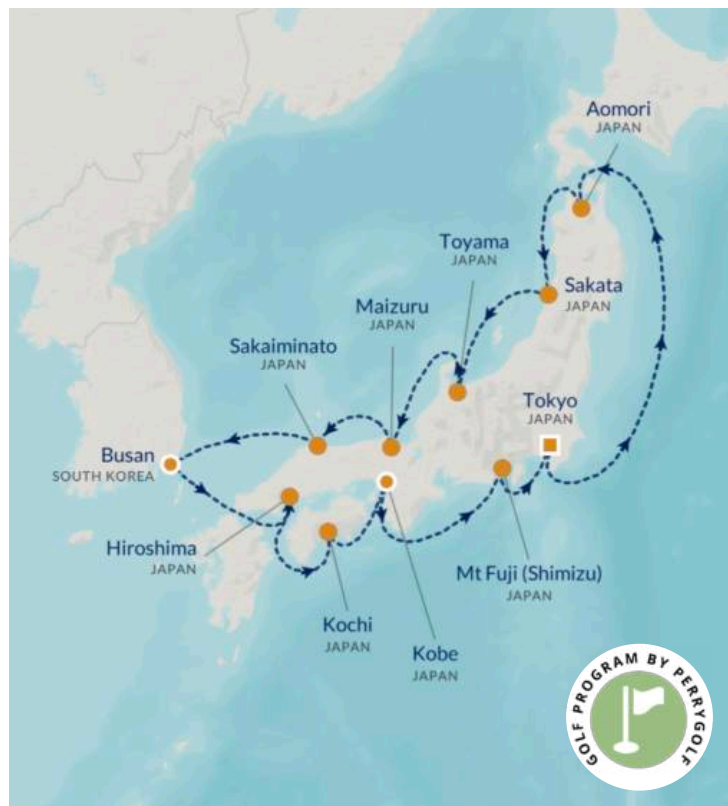 Aomori
JAPAN
Toyama
JAPAN
Sakata
JAPAN
Maizuru
JAPAN
Sakaiminato
JAPAN
Tokyo
JAPAN
Busan
SOUTH KOREA
Hiroshima
JAPAN
Mt Fuji (Shimizu)
JAPAN
Kochi
JAPAN
Kobe
JAPAN
GOLF PROGRAM BY PERRYGOLF